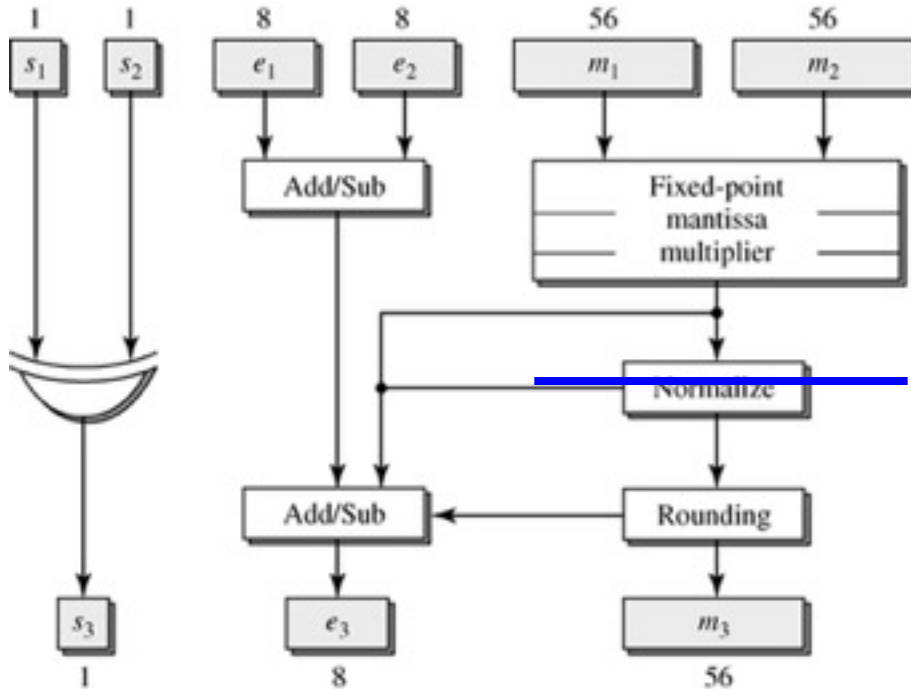 1 1 8 8 56 56
s₁ s₂ e₁ e₂ m₁ m₂
Add/Sub
Fixed-point
mantissa
multiplier
Normalize
Add/Sub
Rounding
s₃ e₃ m₃
1 8 56